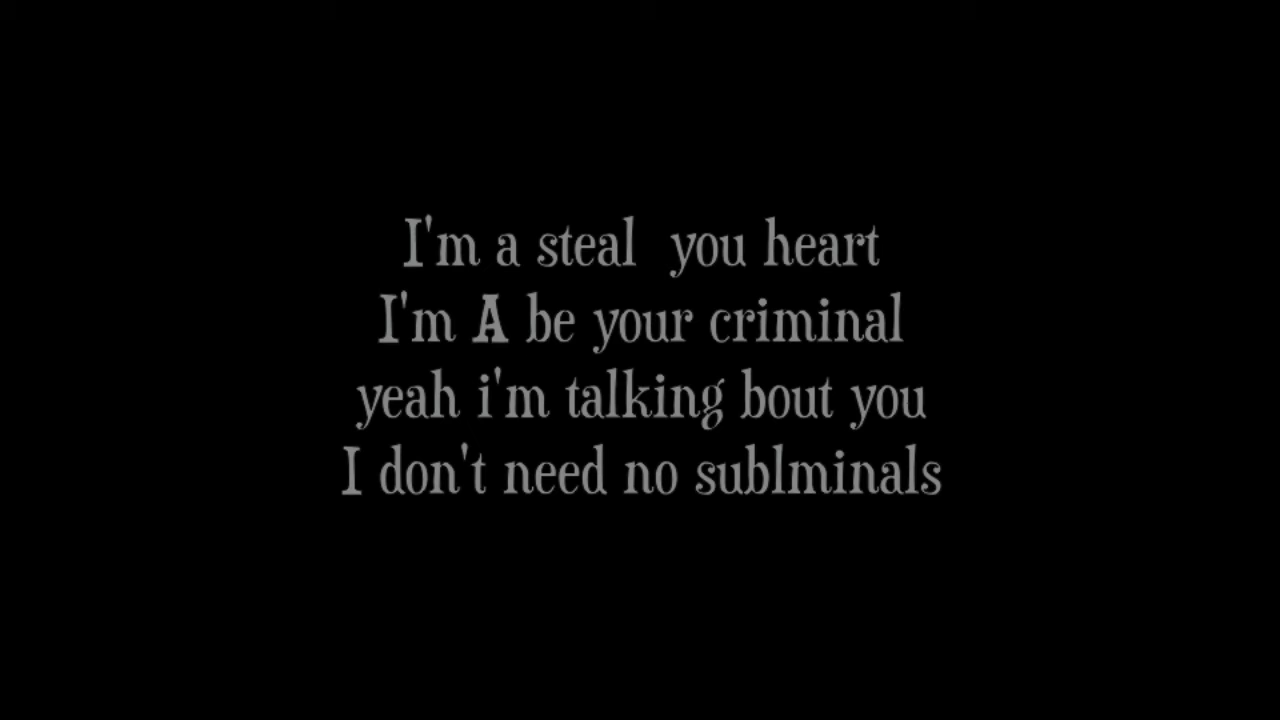 I'm a steal you heart
I'm A be your criminal
yeah i'm talking bout you
I don't need no sublminals